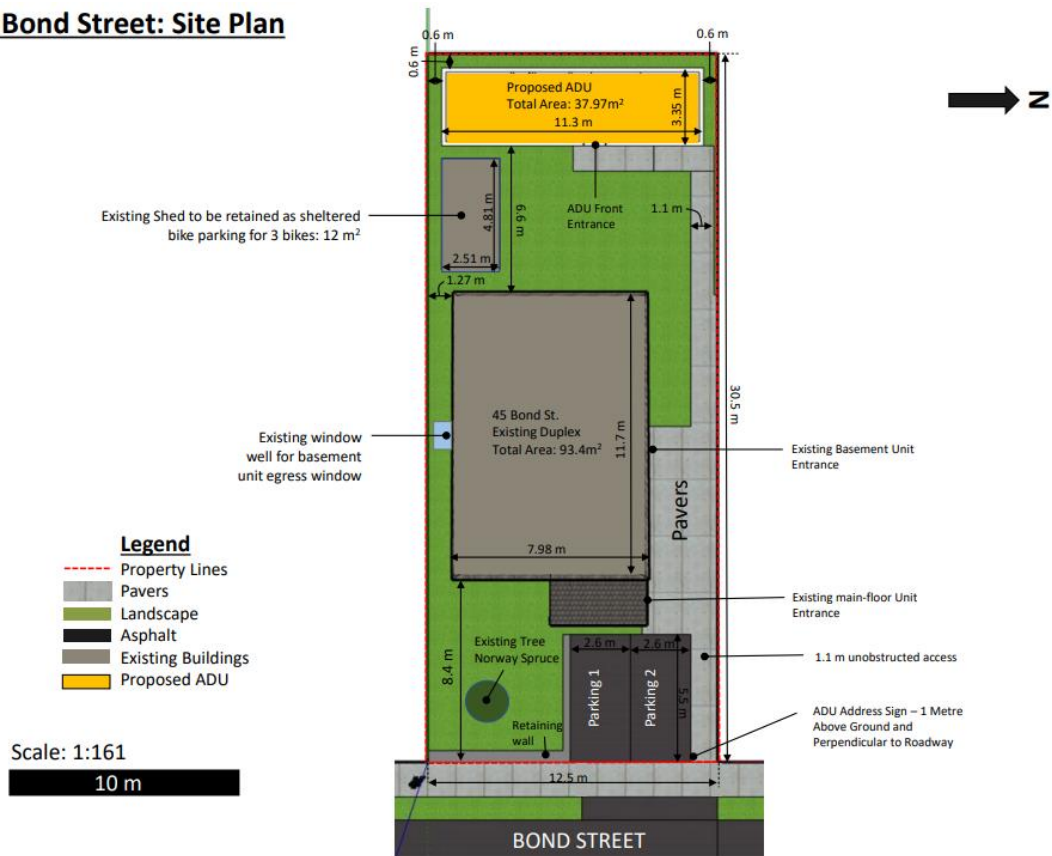 Bond Street: Site Plan
0.6 m
0.6 m
0.6 m
N
Proposed ADU
Total Area: 37.97m²
11.3 m
3.35 m
Existing Shed to be retained as sheltered
bike parking for 3 bikes: 12 m²
4.81 m
2.51 m
6.6 m
ADU Front
Entrance
1.1 m
1.27 m
30.5 m
45 Bond St.
Existing Duplex
Total Area: 93.4m²
11.7 m
7.98 m
Existing window
well for basement
unit egress window
Existing Basement Unit
Entrance
Pavers
Existing main-floor Unit
Entrance
Legend
Property Lines
Pavers
Landscape
Asphalt
Existing Buildings
Proposed ADU
8.4 m
Existing Tree
Norway Spruce
2.6 m
2.6 m
Parking 1
Parking 2
5.5 m
1.1 m unobstructed access
Retaining
wall
ADU Address Sign – 1 Metre
Above Ground and
Perpendicular to Roadway
Scale: 1:161
10 m
12.5 m
BOND STREET